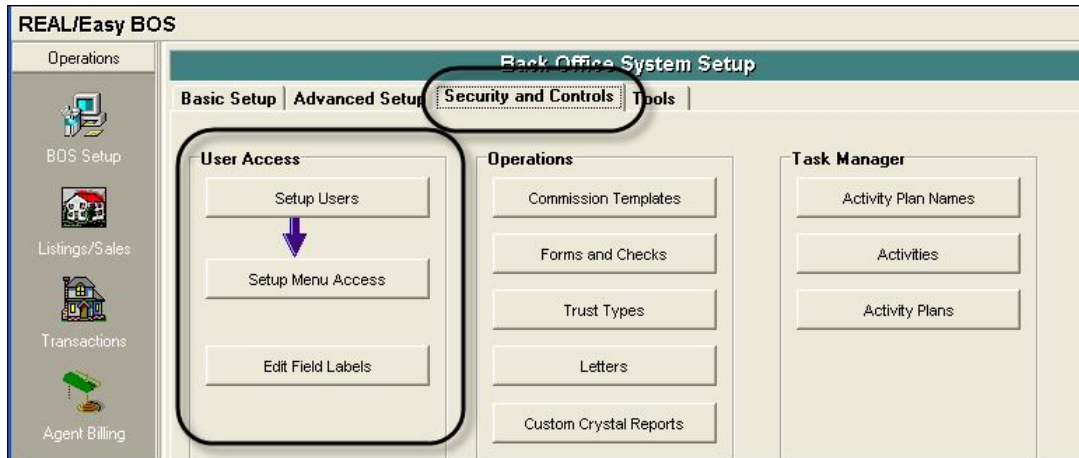 REAL/Easy BOS
Operations
BOS Setup
Listings/Sales
Transactions
Agent Billing
Back Office System Setup
Basic Setup Advanced Setup Security and Controls Tools
User Access
Setup Users
Setup Menu Access
Edit Field Labels
Operations
Commission Templates
Forms and Checks
Trust Types
Letters
Custom Crystal Reports
Task Manager
Activity Plan Names
Activities
Activity Plans